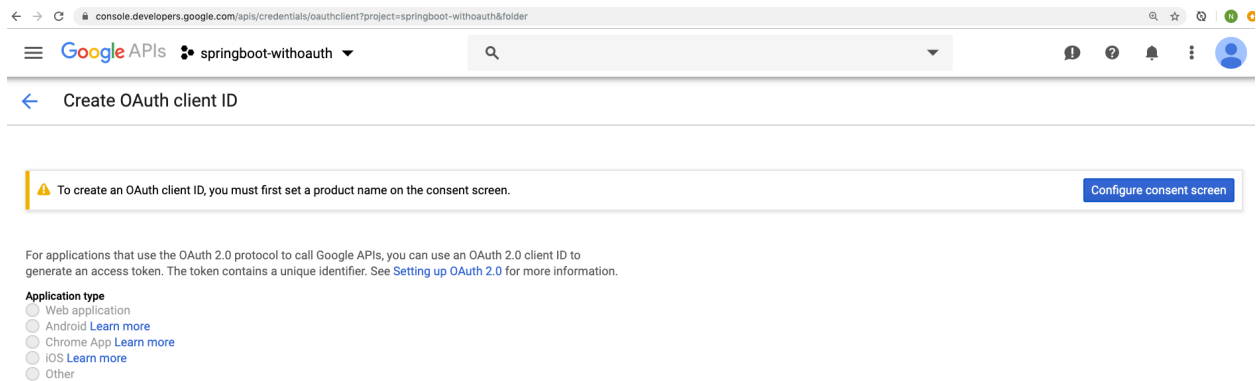 console.developers.google.com/apis/credentials/oauthclient?project=springboot-withoauth&folder
N
Google APIs springboot-withoauth
Create OAuth client ID
To create an OAuth client ID, you must first set a product name on the consent screen. Configure consent screen
For applications that use the OAuth 2.0 protocol to call Google APIs, you can use an OAuth 2.0 client ID to
generate an access token. The token contains a unique identifier. See Setting up OAuth 2.0 for more information.
Application type
Web application
Android Learn more
Chrome App Learn more
iOS Learn more
Other